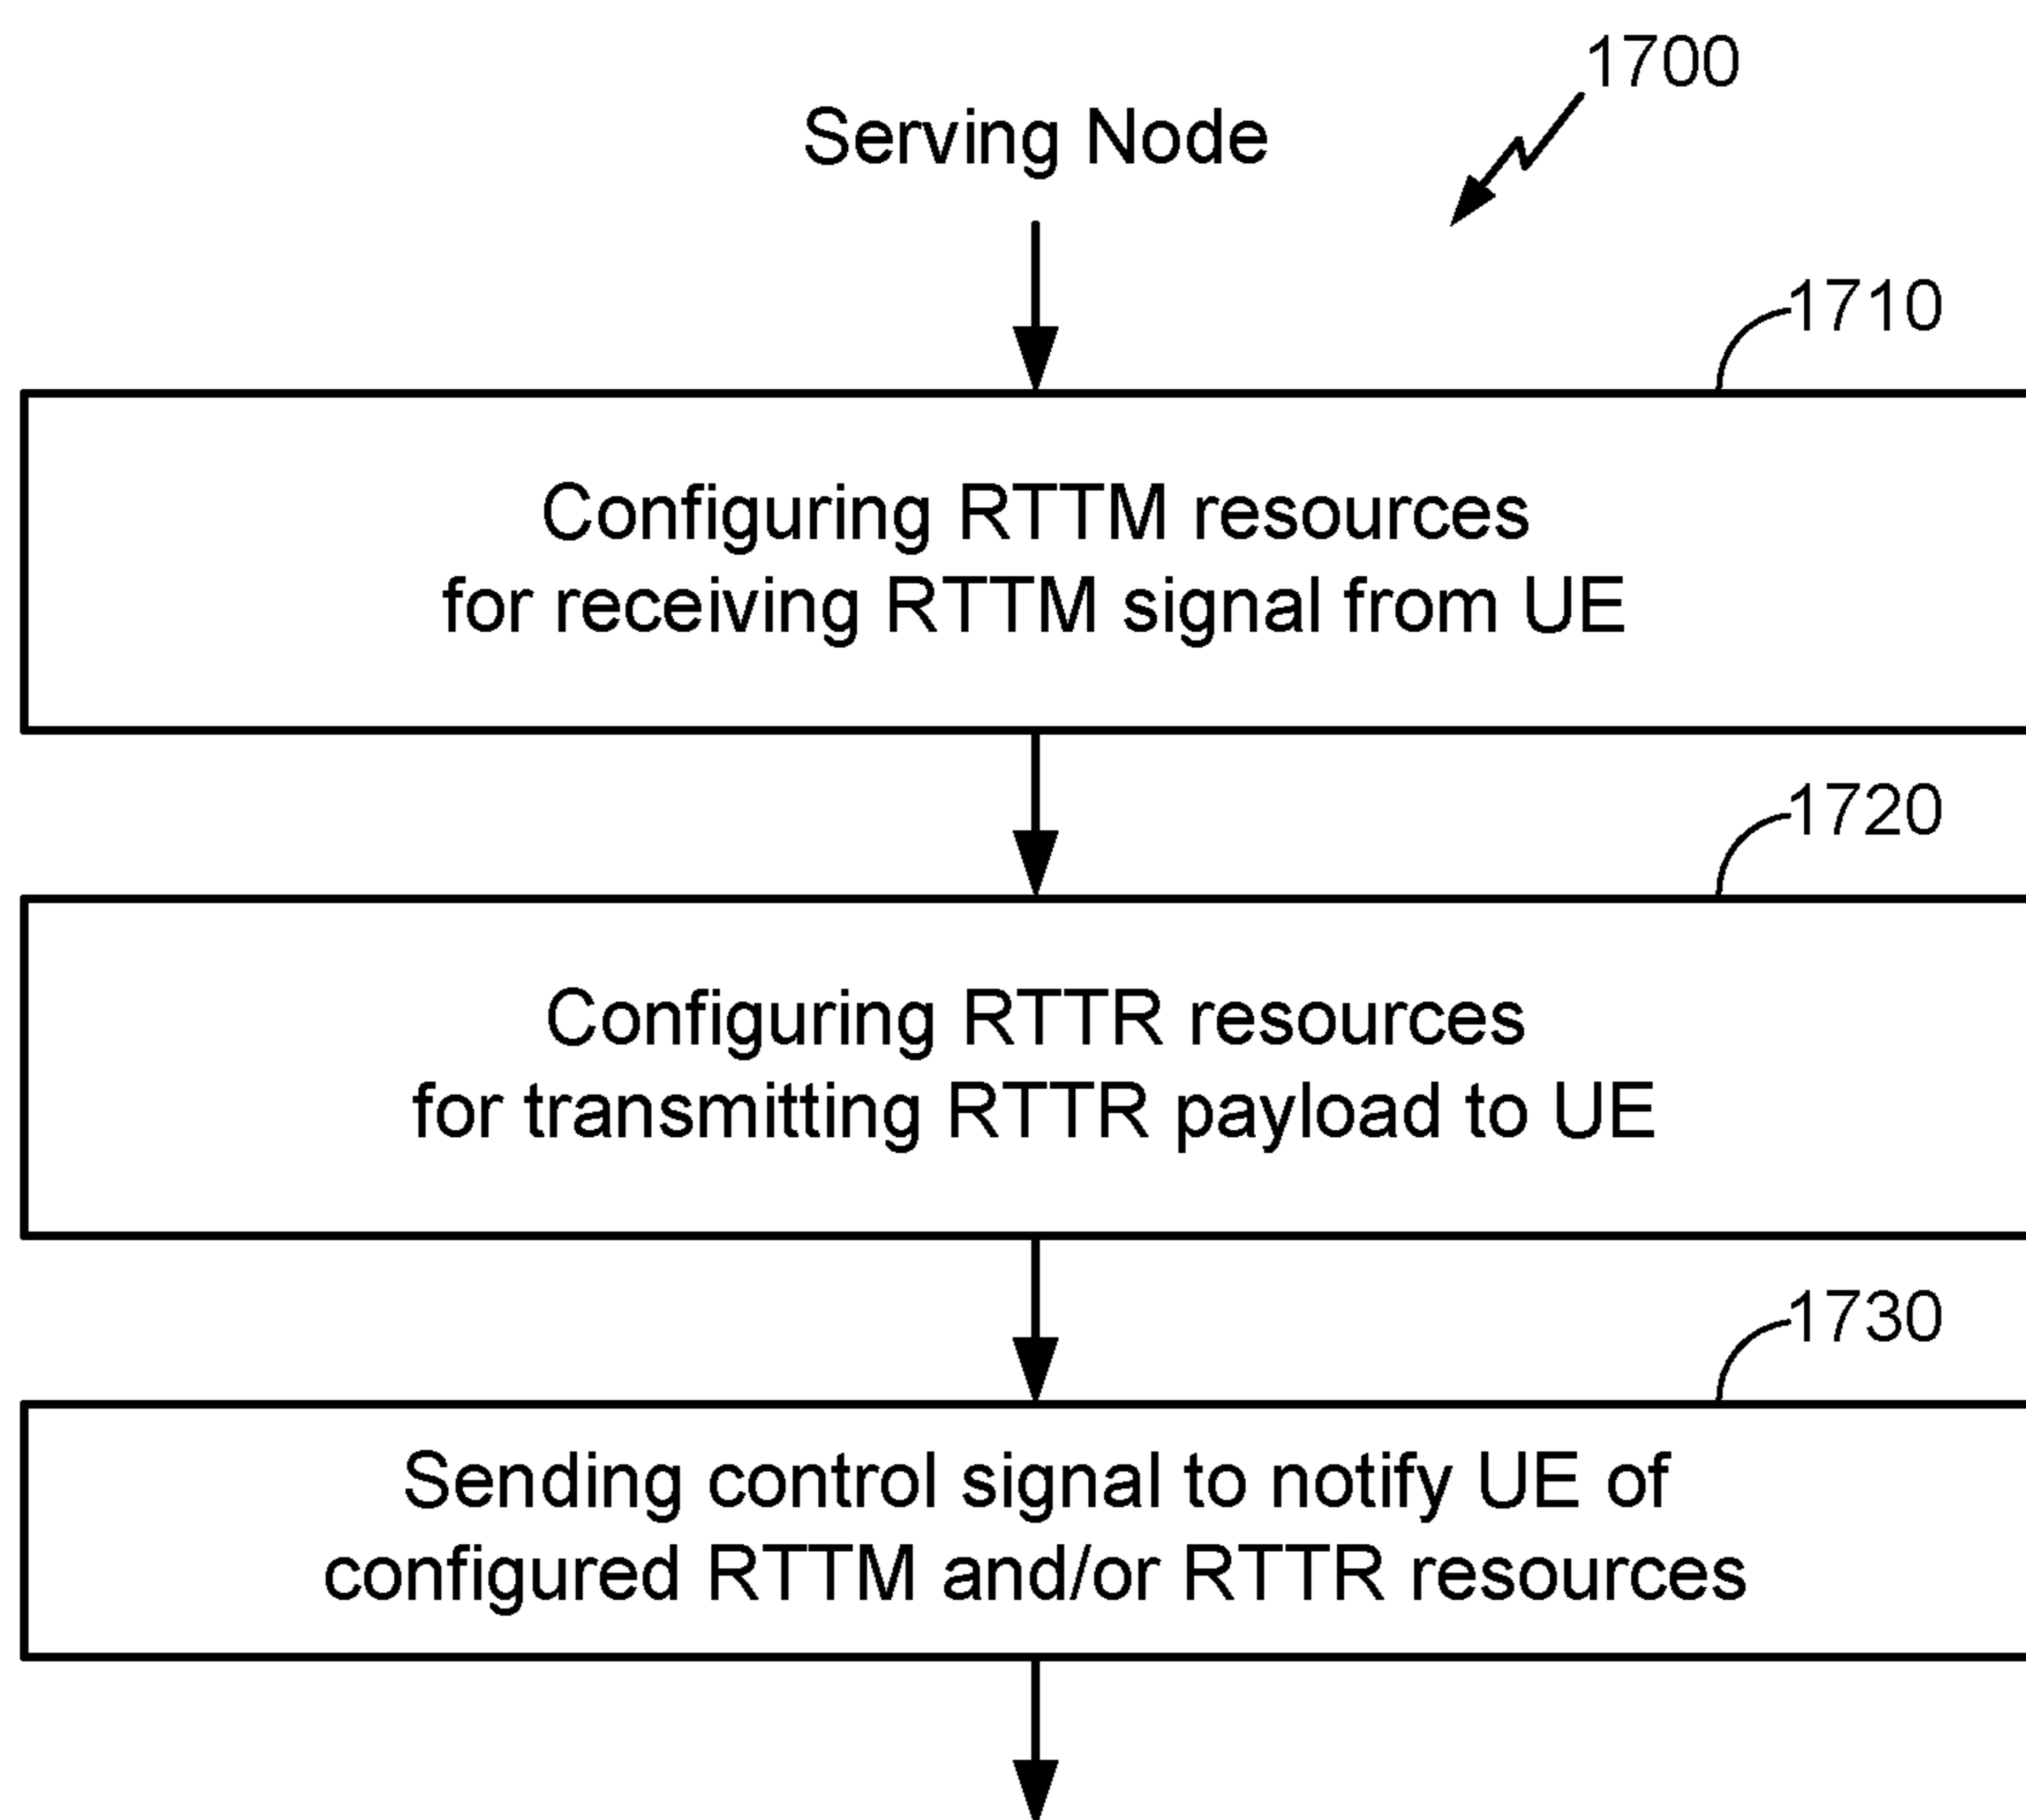 1700
Serving Node
1710
Configuring RTTM resources
for receiving RTTM signal from UE
1720
Configuring RTTR resources
for transmitting RTTR payload to UE
1730
Sending control signal to notify UE of
configured RTTM and/or RTTR resources